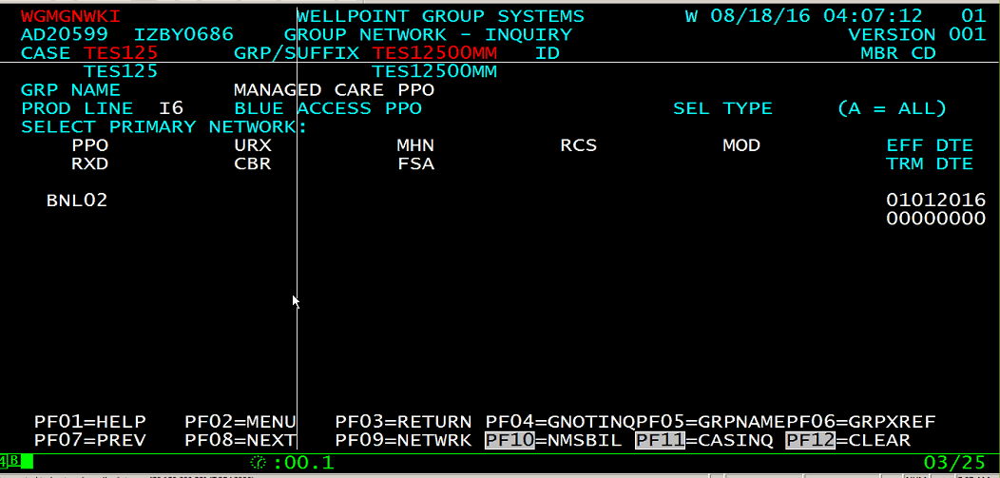 WGMGNWKI WELLPOINT GROUP SYSTEMS W 08/18/16 04:07:12 01
AD20599 IZBY0686 GROUP NETWORK - INQUIRY VERSION 001
CASE TES125 GRP/SUFFIX TES12500MM ID MBR CD
TES125 TES12500MM
GRP NAME MANAGED CARE PPO
PROD LINE I6 BLUE ACCESS PPO SEL TYPE (A = ALL)
SELECT PRIMARY NETWORK:
PPO URX MHN RCS MOD EFF DTE
RXD CBR FSA TRM DTE
BNL02 01012016
00000000
PF01=HELP PF02=MENU PF03=RETURN PF04=GNOTINQPF05=GRPNAMEPF06=GRPXREF
PF07=PREV PF08=NEXT PF09=NETWRK PF10=NMSBIL PF11=CASINQ PF12=CLEAR
4B :00.1 03/25